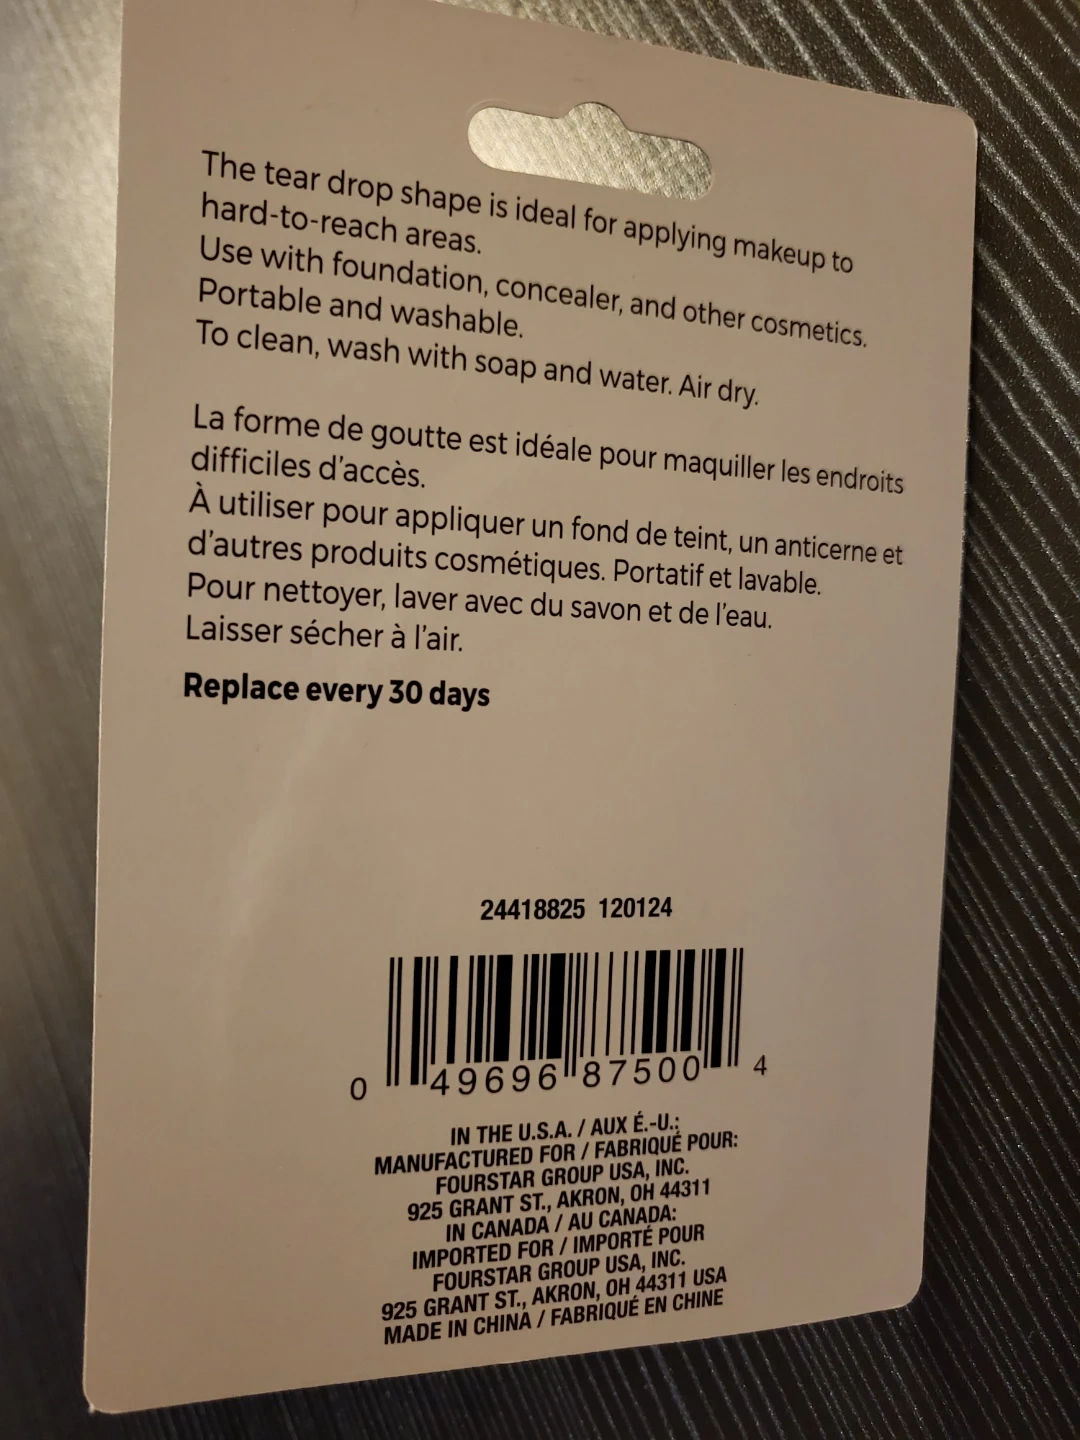 The tear drop shape is ideal for applying makeup to
hard-to-reach areas.
Use with foundation, concealer, and other cosmetics.
Portable and washable.
To clean, wash with soap and water. Air dry.
La forme de goutte est idéale pour maquiller les endroits
difficiles d'accès.
À utiliser pour appliquer un fond de teint, un anticerne et
d'autres produits cosmétiques. Portatif et lavable.
Pour nettoyer, laver avec du savon et de l'eau.
Laisser sécher à l'air.
Replace every 30 days
24418825 120124
0 49696 87500 4
IN THE U.S.A. / AUX É.-U.:
MANUFACTURED FOR / FABRIQUÉ POUR:
FOURSTAR GROUP USA, INC.
925 GRANT ST., AKRON, OH 44311
IN CANADA / AU CANADA:
IMPORTED FOR / IMPORTÉ POUR
FOURSTAR GROUP USA, INC.
925 GRANT ST., AKRON, OH 44311 USA
MADE IN CHINA / FABRIQUÉ EN CHINE